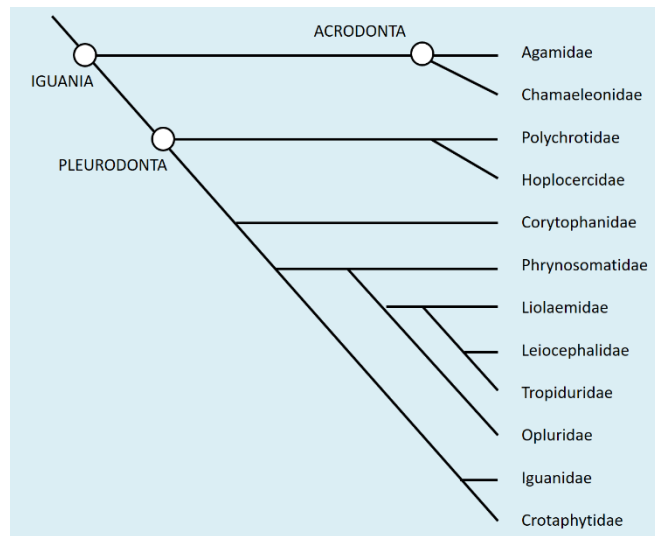 ACRODONTA
Agamidae
IGUANIA
Chamaeleonidae
Polychrotidae
PLEURODONTA
Hoplocercidae
Corytophanidae
Phrynosomatidae
Liolaemidae
Leiocephalidae
Tropiduridae
Opluridae
Iguanidae
Crotaphytidae